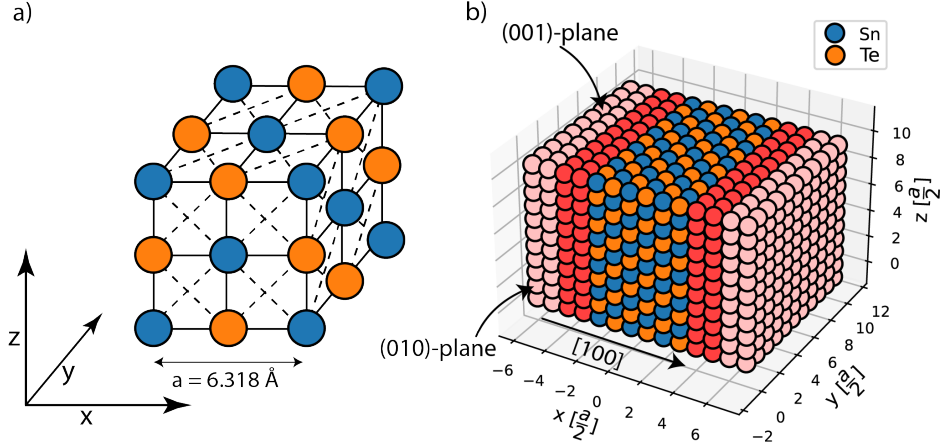 a)
z
y
x
a = 6.318 Å
b)
(001)-plane
Sn
Te
(010)-plane
[100]
−6
−4
−2
0
2
4
6
x [a/2]
−2
0
2
4
6
8
10
12
y [a/2]
0
2
4
6
8
10
z [a/2]